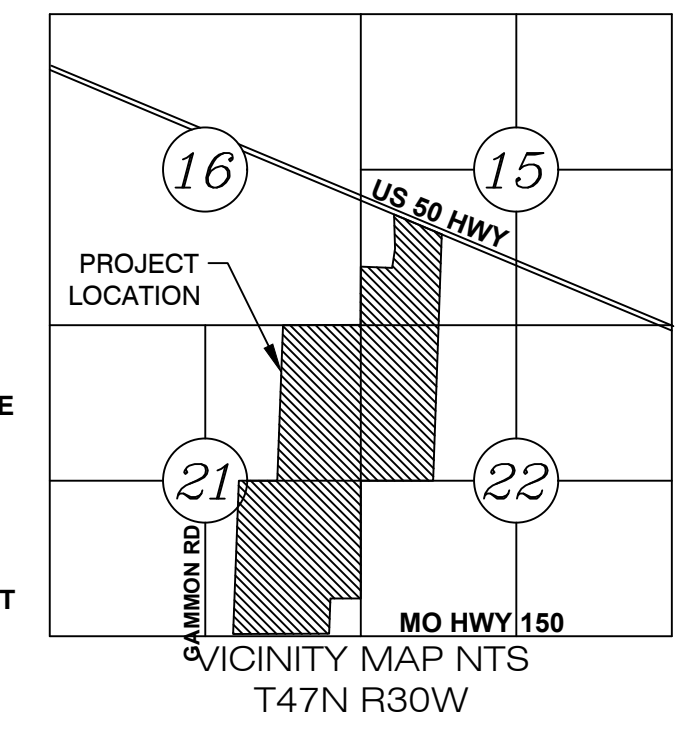 16
15
US 50 HWY
PROJECT
LOCATION
E
21
22
GAMMON RD
T
MO HWY 150
VICINITY MAP NTS
T47N R30W